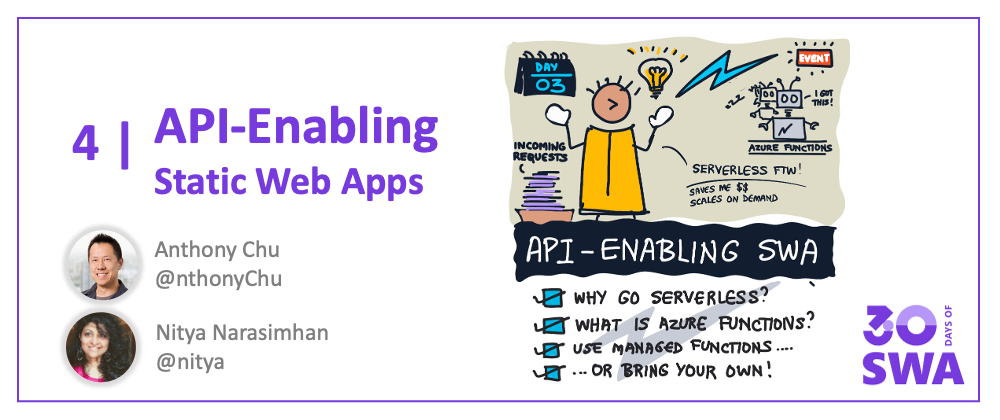 4 |
API-Enabling
Static Web Apps
Anthony Chu
@nthonyChu
Nitya Narasimhan
@nitya
DAY
03
EVENT
I GOT
THIS!
AZURE FUNCTIONS
INCOMING
REQUESTS
SERVERLESS FTW!
SAVES ME $$
SCALES ON DEMAND
API-ENABLING SWA
WHY GO SERVERLESS?
WHAT IS AZURE FUNCTIONS?
USE MANAGED FUNCTIONS ....
... OR BRING YOUR OWN!
30
DAYS OF
SWA